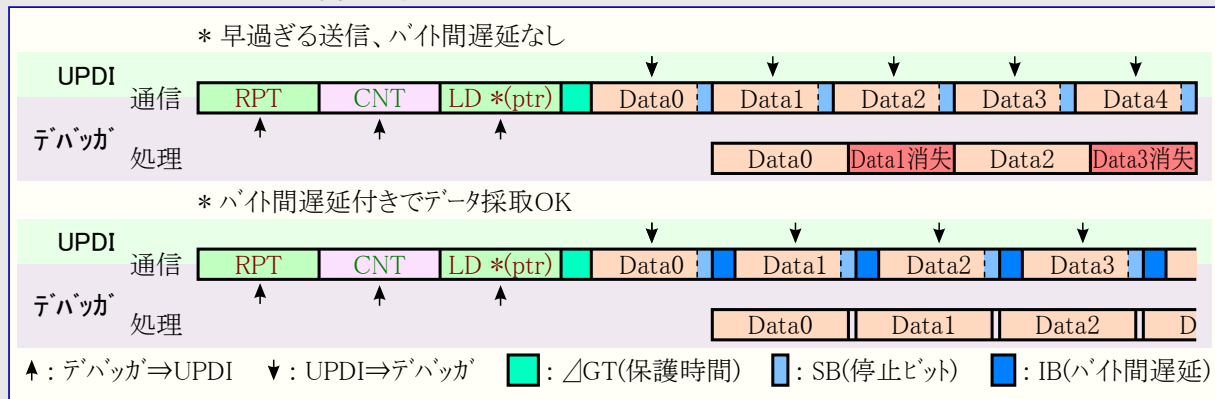 * 早過ぎる送信、バイト間遅延なし
UPDI
通信 RPT CNT LD *(ptr) Data0 Data1 Data2 Data3 Data4
デバッガ
処理 Data0 Data1消失 Data2 Data3消失
* バイト間遅延付きでデータ採取OK
UPDI
通信 RPT CNT LD *(ptr) Data0 Data1 Data2 Data3
デバッガ
処理 Data0 Data1 Data2 D
: デバッガ⇒UPDI : UPDI⇒デバッガ : ⊿GT(保護時間) : SB(停止ビット) : IB(バイト間遅延)